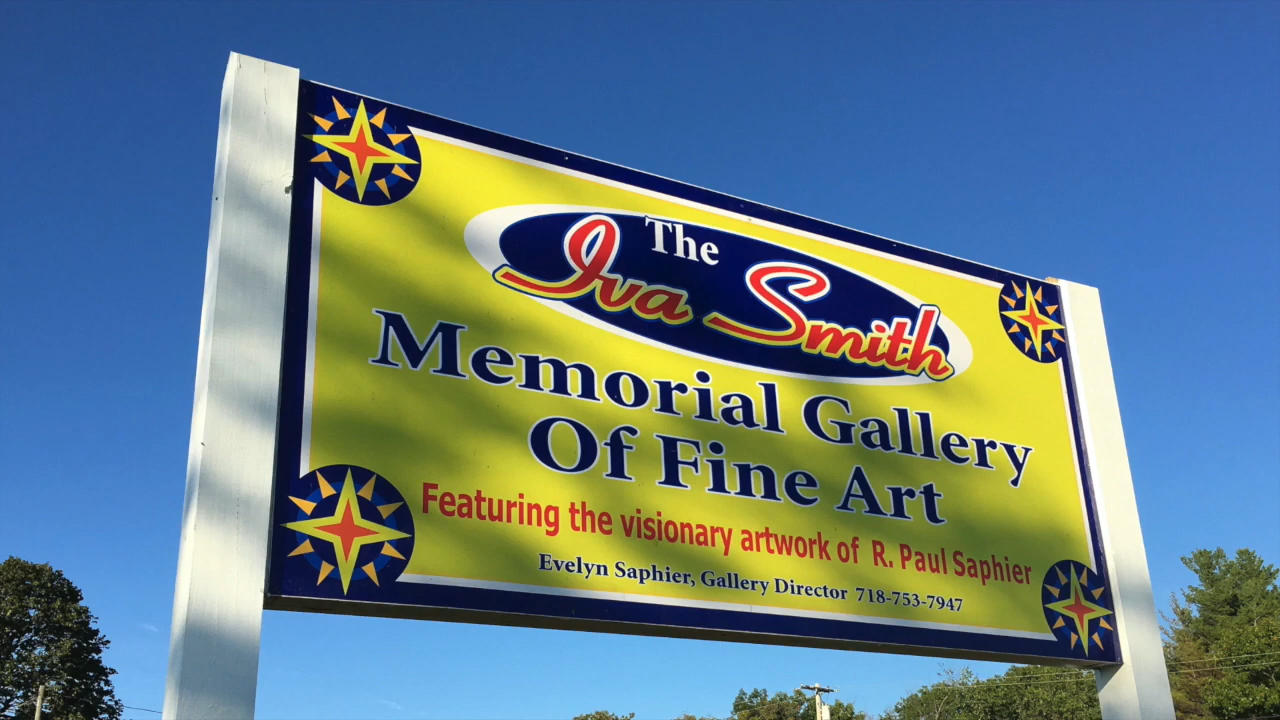 The
Iva Smith
Memorial Gallery
Of Fine Art
Featuring the visionary artwork of R. Paul Saphier
Evelyn Saphier, Gallery Director 718-753-7947